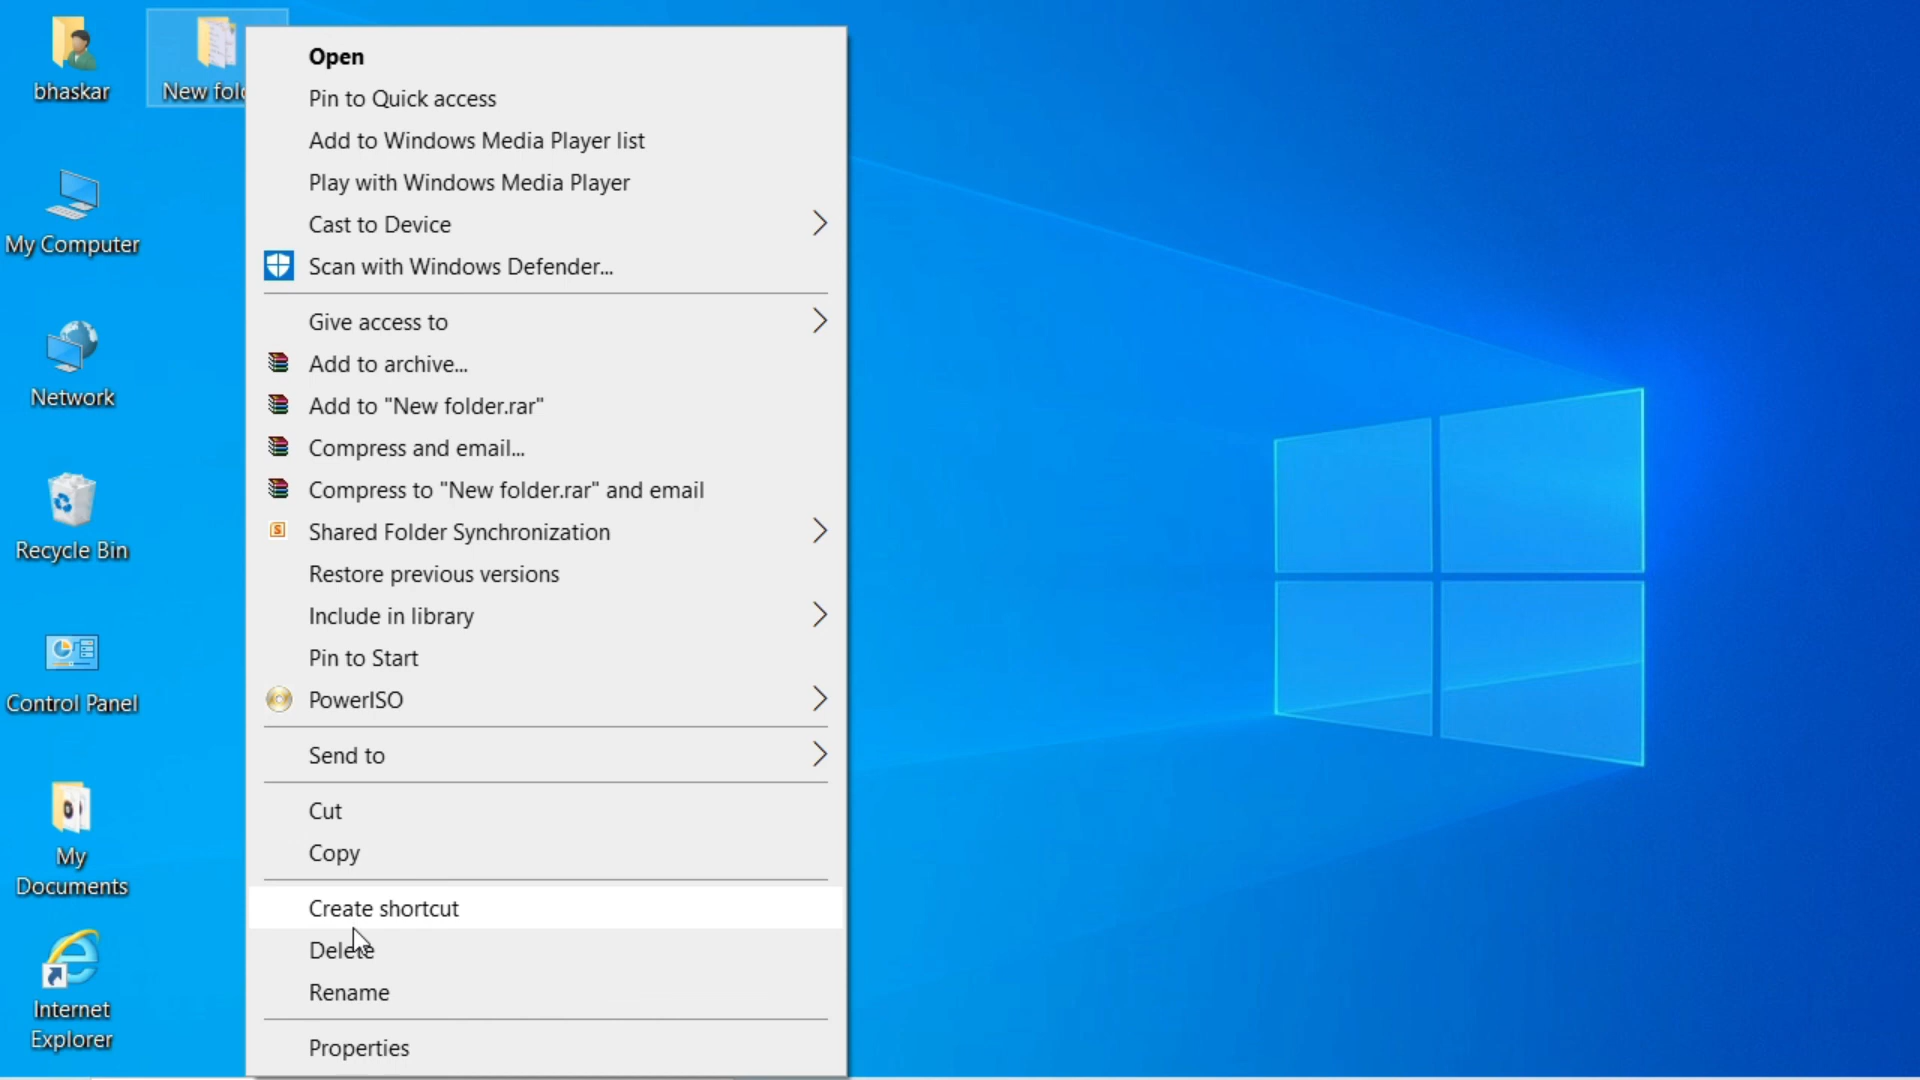 bhaskar
New fol
My Computer
Network
Recycle Bin
Control Panel
My
Documents
Internet
Explorer
Open
Pin to Quick access
Add to Windows Media Player list
Play with Windows Media Player
Cast to Device
Scan with Windows Defender...
Give access to
Add to archive...
Add to "New folder.rar"
Compress and email...
Compress to "New folder.rar" and email
Shared Folder Synchronization
Restore previous versions
Include in library
Pin to Start
PowerISO
Send to
Cut
Copy
Create shortcut
Delete
Rename
Properties